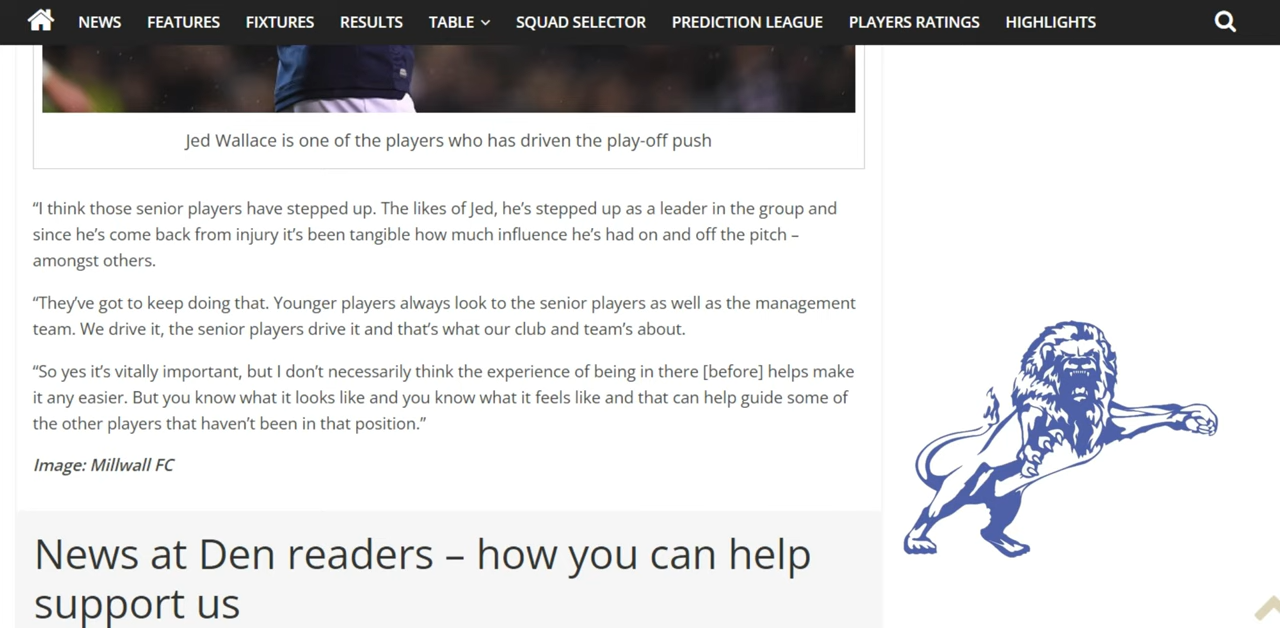 NEWS FEATURES FIXTURES RESULTS TABLE SQUAD SELECTOR PREDICTION LEAGUE PLAYERS RATINGS HIGHLIGHTS
Jed Wallace is one of the players who has driven the play-off push
“I think those senior players have stepped up. The likes of Jed, he’s stepped up as a leader in the group and
since he’s come back from injury it’s been tangible how much influence he’s had on and off the pitch –
amongst others.
“They’ve got to keep doing that. Younger players always look to the senior players as well as the management
team. We drive it, the senior players drive it and that’s what our club and team’s about.
“So yes it’s vitally important, but I don’t necessarily think the experience of being in there [before] helps make
it any easier. But you know what it looks like and you know what it feels like and that can help guide some of
the other players that haven’t been in that position.”
Image: Millwall FC
News at Den readers – how you can help
support us